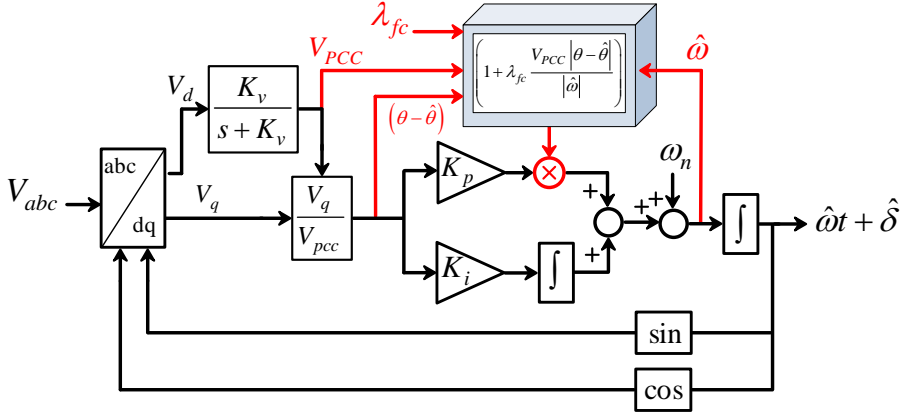 λ_fc
V_PCC
(1 + λ_fc V_PCC |θ − θ̂| / |ω̂|)
ω̂
V_d
K_v / (s + K_v)
(θ − θ̂)
abc
K_p
×
ω_n
V_abc
V_q
V_q / V_pcc
+
+ +
∫
ω̂t + δ̂
dq
K_i
∫
+
sin
cos